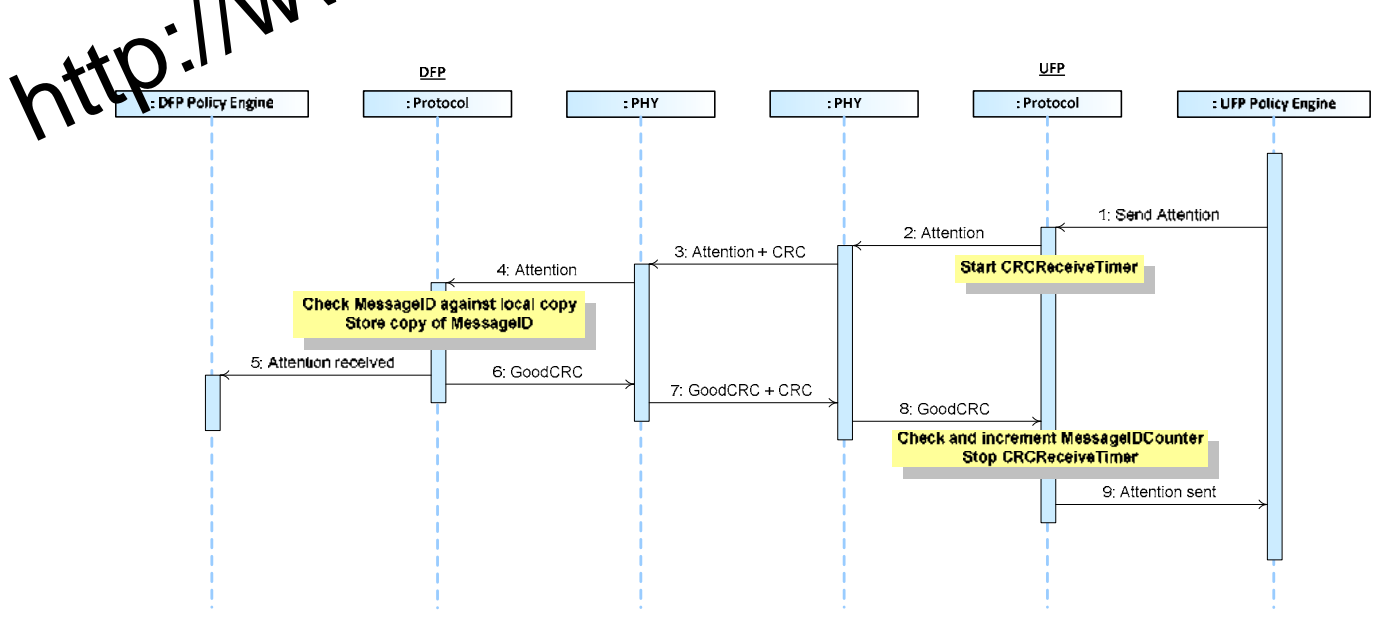 http://w
DFP
UFP
: DFP Policy Engine
: Protocol
: PHY
: PHY
: Protocol
: UFP Policy Engine
1: Send Attention
2: Attention
3: Attention + CRC
Start CRCReceiveTimer
4: Attention
Check MessageID against local copy
Store copy of MessageID
5: Attention received
6: GoodCRC
7: GoodCRC + CRC
8: GoodCRC
Check and increment MessageIDCounter
Stop CRCReceiveTimer
9: Attention sent